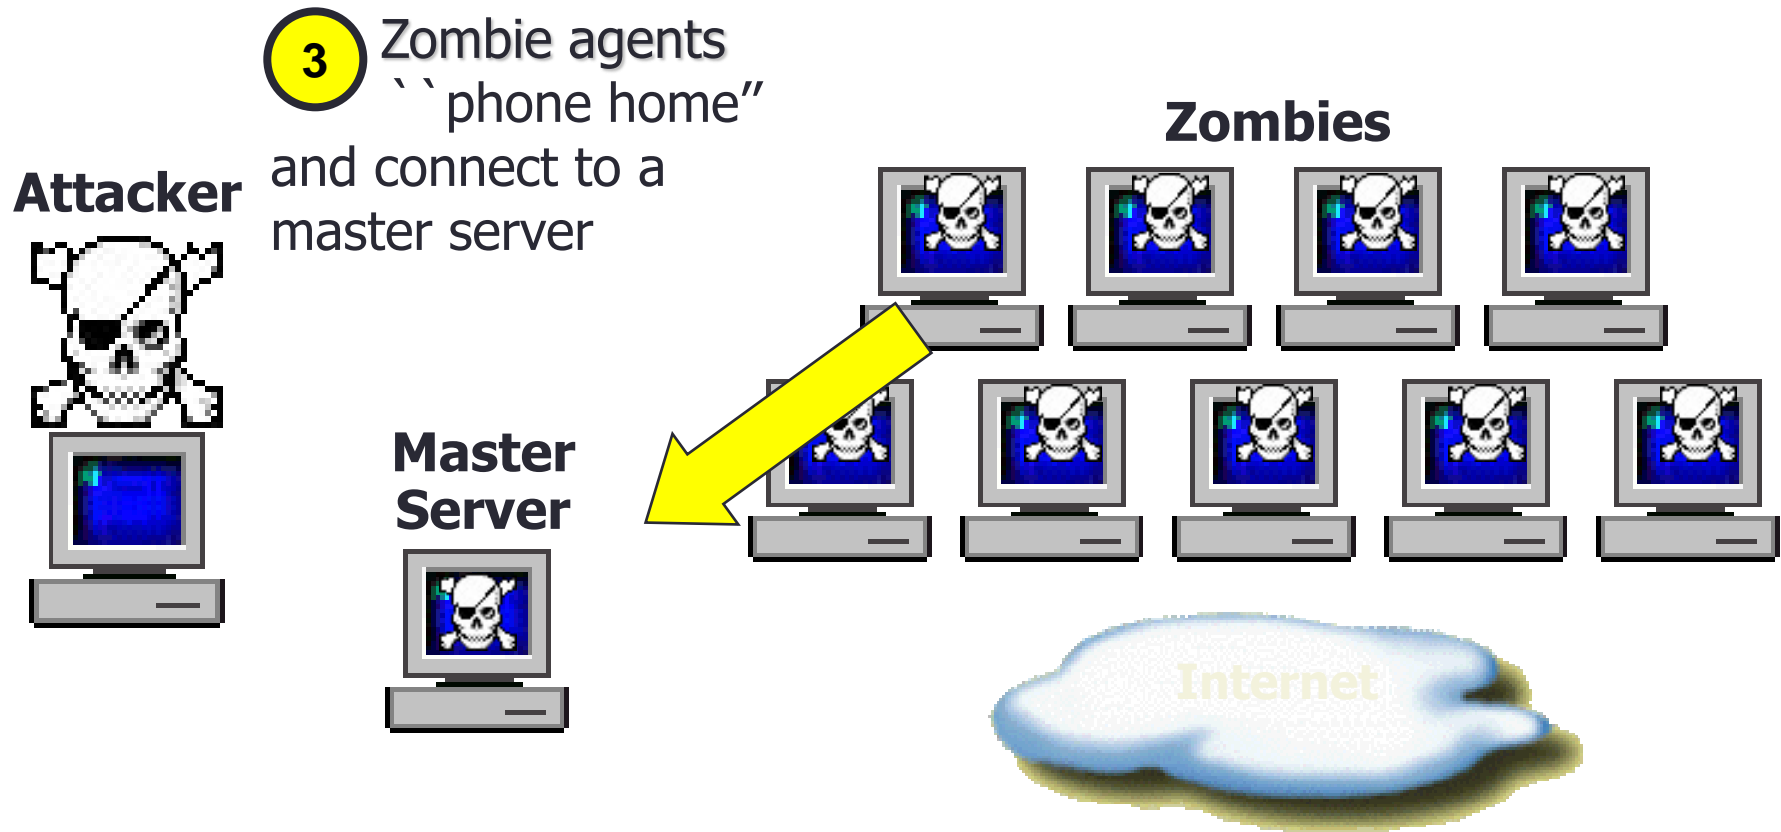 3
Zombie agents
``phone home”
and connect to a
master server
Attacker
Zombies
Master
Server
Internet